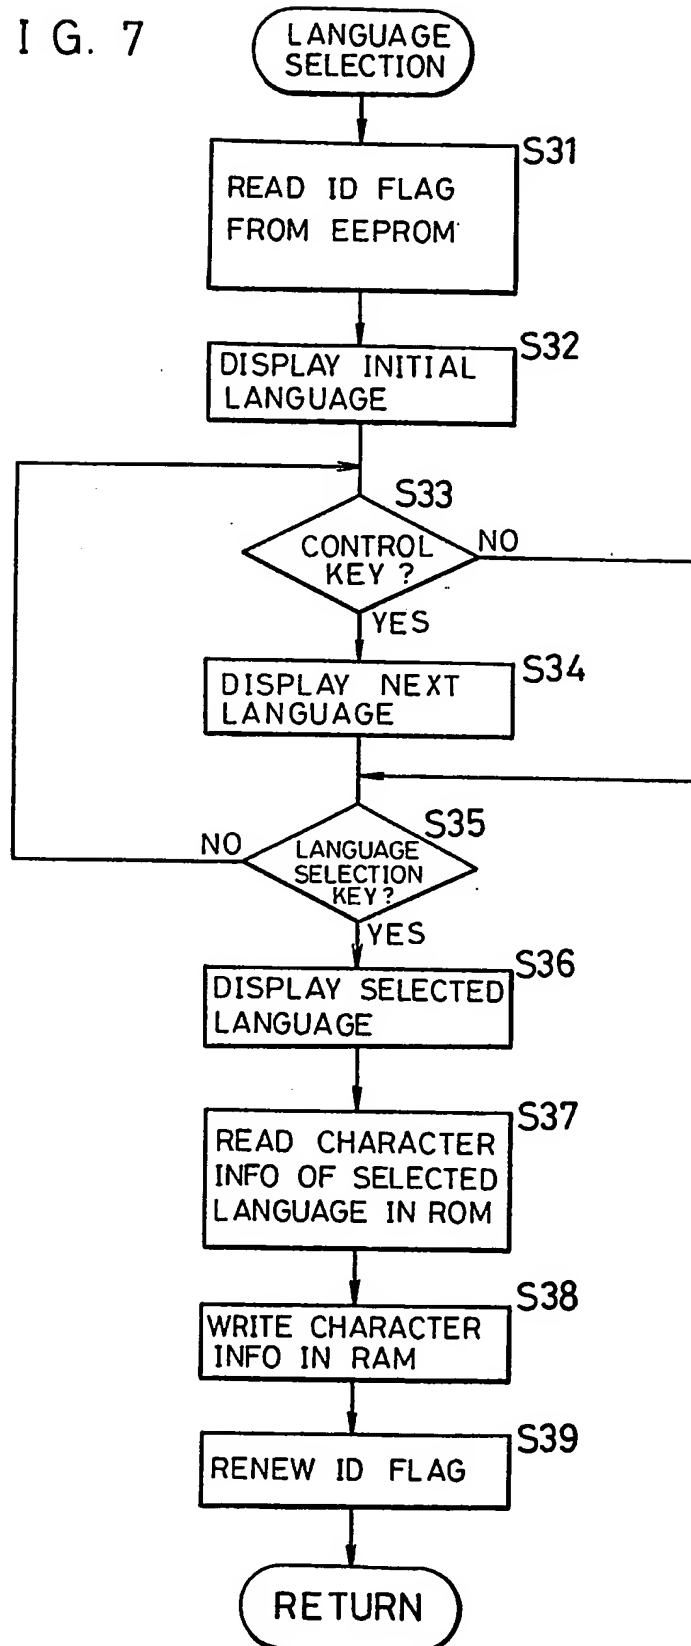 I G. 7
LANGUAGE
SELECTION
S31
READ ID FLAG
FROM EEPROM
S32
DISPLAY INITIAL
LANGUAGE
S33
CONTROL
KEY ?
NO
YES
S34
DISPLAY NEXT
LANGUAGE
S35
NO
LANGUAGE
SELECTION
KEY?
YES
S36
DISPLAY SELECTED
LANGUAGE
S37
READ CHARACTER
INFO OF SELECTED
LANGUAGE IN ROM
S38
WRITE CHARACTER
INFO IN RAM
S39
RENEW ID FLAG
RETURN